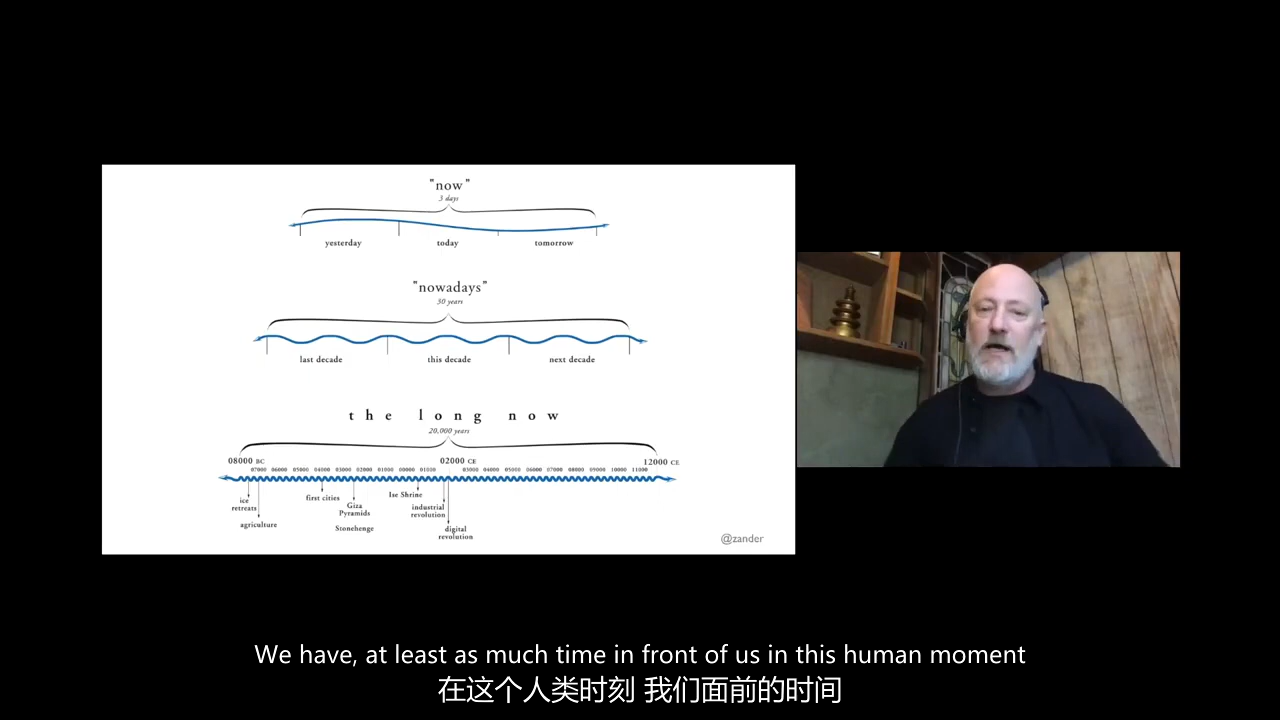 "now"
3 days
yesterday today tomorrow
"nowadays"
30 years
last decade this decade next decade
the long now
20,000 years
08000 BC 02000 CE 12000 CE
07000 06000 05000 04000 03000 02000 01000 00000 01000 03000 04000 05000 06000 07000 08000 09000 10000 11000
ice
retreats
agriculture
first cities
Giza
Pyramids
Stonehenge
Ise Shrine
industrial
revolution
digital
revolution
@zander
We have, at least as much time in front of us in this human moment
在这个人类时刻 我们面前的时间